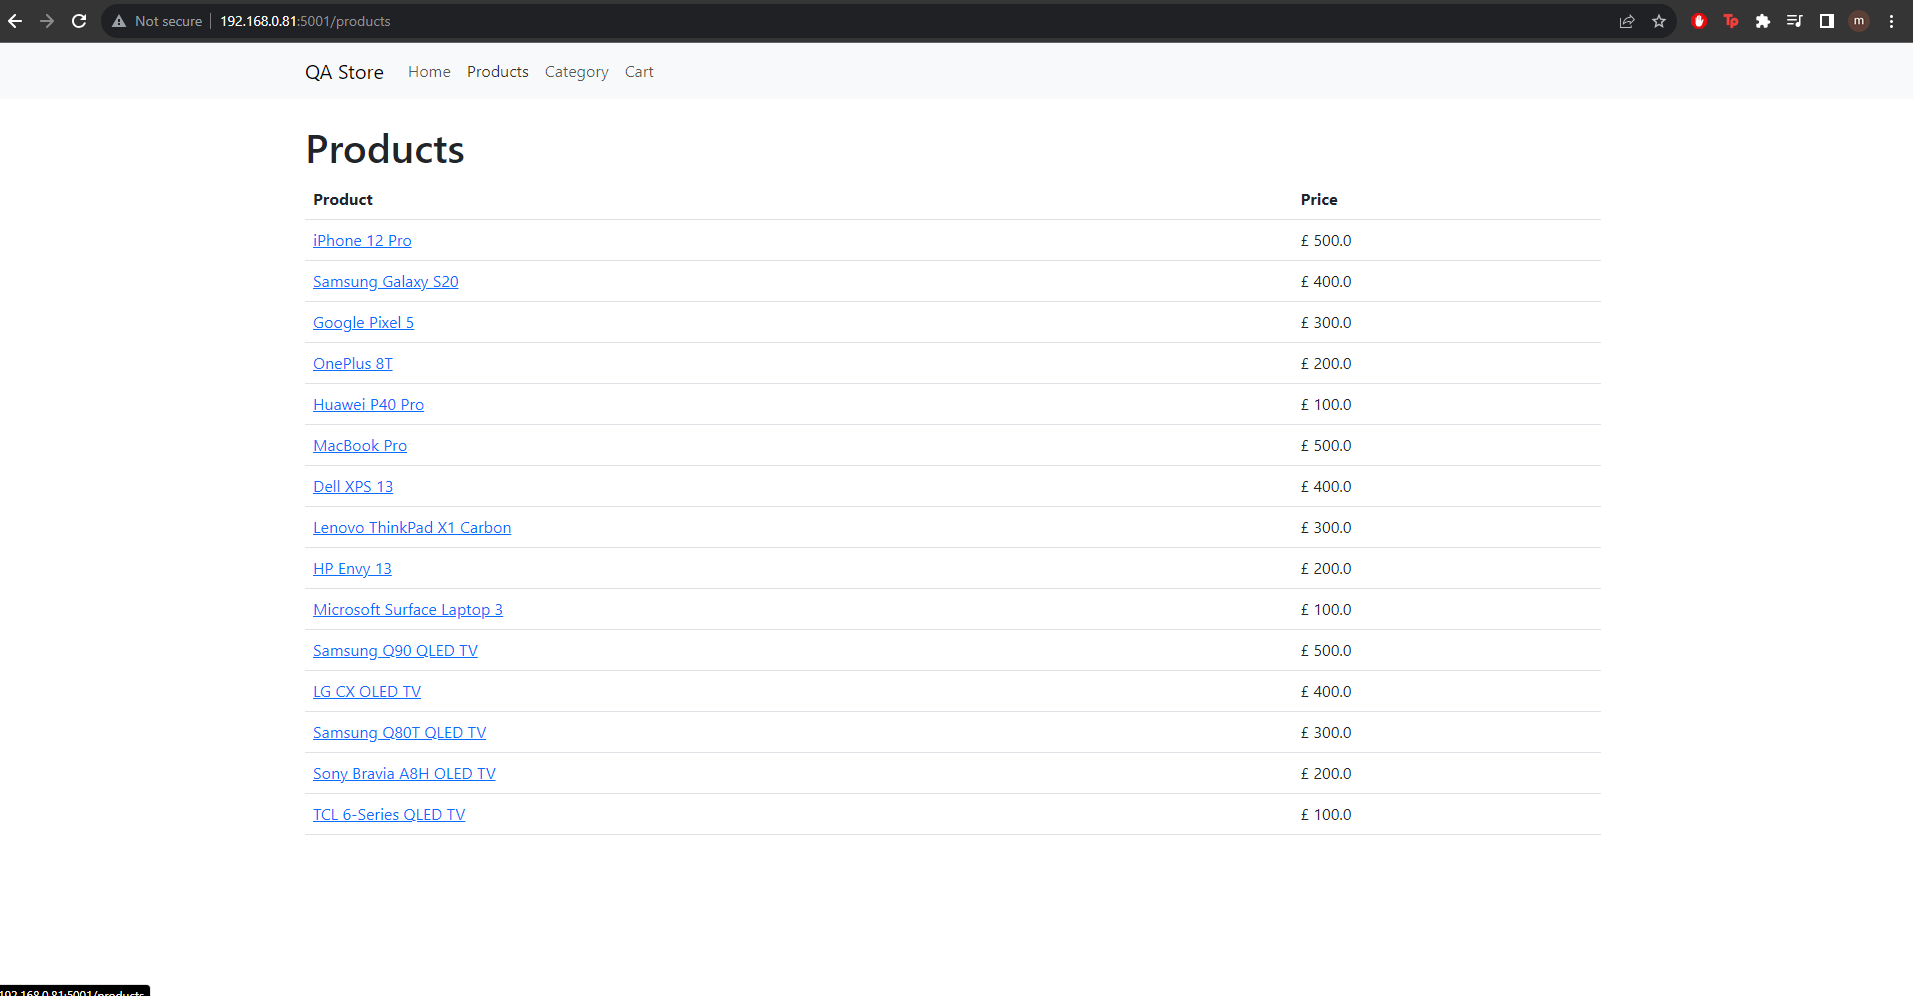 Not secure | 192.168.0.81:5001/products
Tp
m
QA Store Home Products Category Cart
Products
Product Price
iPhone 12 Pro £ 500.0
Samsung Galaxy S20 £ 400.0
Google Pixel 5 £ 300.0
OnePlus 8T £ 200.0
Huawei P40 Pro £ 100.0
MacBook Pro £ 500.0
Dell XPS 13 £ 400.0
Lenovo ThinkPad X1 Carbon £ 300.0
HP Envy 13 £ 200.0
Microsoft Surface Laptop 3 £ 100.0
Samsung Q90 QLED TV £ 500.0
LG CX OLED TV £ 400.0
Samsung Q80T QLED TV £ 300.0
Sony Bravia A8H OLED TV £ 200.0
TCL 6-Series QLED TV £ 100.0
192.168.0.81:5001/products